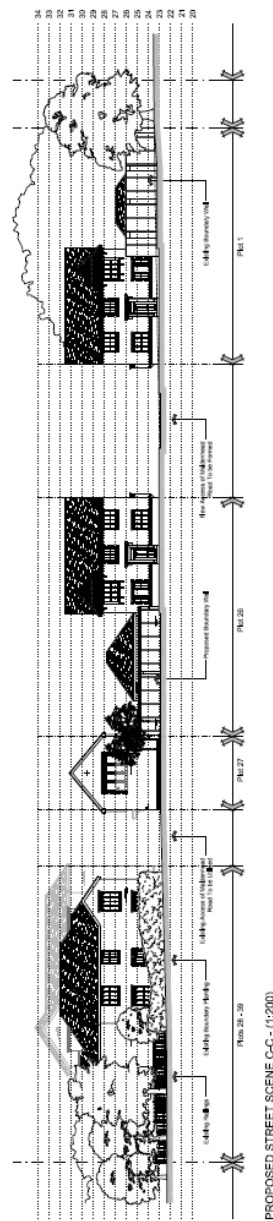 34
33
32
31
30
29
28
27
26
25
24
23
22
21
20
Existing Railings
Existing Boundary Planting
Existing Access of Maidenhead
Road To be Utilised
Proposed Boundary Wall
New Access of Maidenhead
Road To be Formed
Existing Boundary Wall
Plots 28 - 39
Plot 27
Plot 26
Plot 1
PROPOSED STREET SCENE C-C - (1:200)